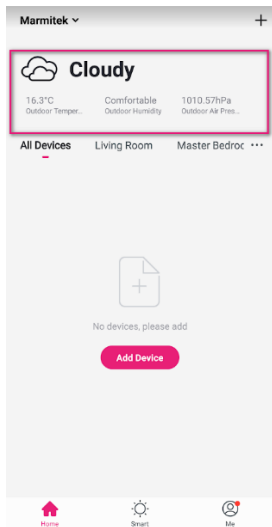 Marmitek
Cloudy
16.3°C Comfortable 1010.57hPa
Outdoor Temper.. Outdoor Humidity Outdoor Air Pres...
All Devices Living Room Master Bedroc ...
No devices, please add
Add Device
Home Smart Me